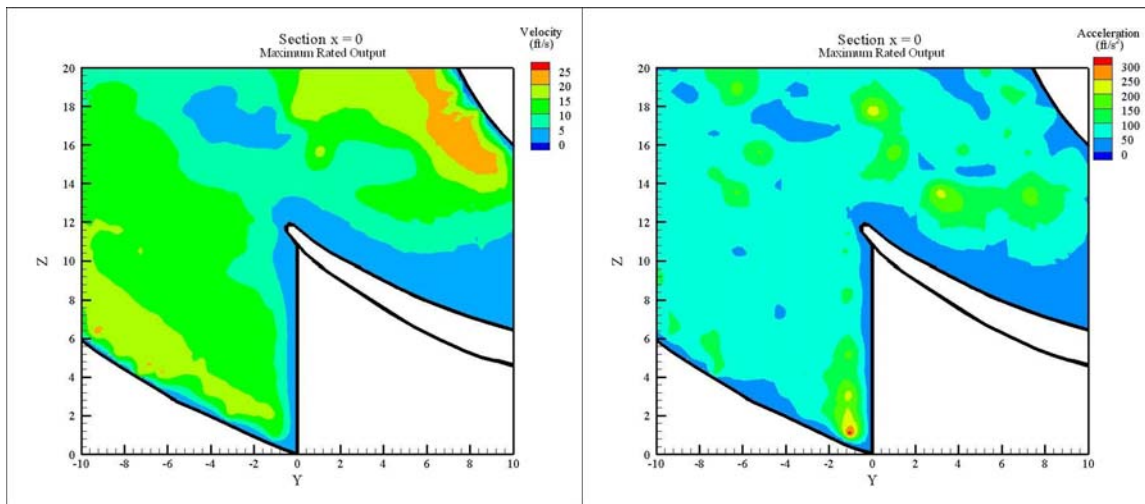 Section x = 0
Maximum Rated Output
Velocity
(ft/s)
25
20
15
10
5
0
20
18
16
14
12
10
8
6
4
2
0
Z
-10 -8 -6 -4 -2 0 2 4 6 8 10
Y
Section x = 0
Maximum Rated Output
Acceleration
(ft/s²)
300
250
200
150
100
50
0
20
18
16
14
12
10
8
6
4
2
0
Z
-10 -8 -6 -4 -2 0 2 4 6 8 10
Y